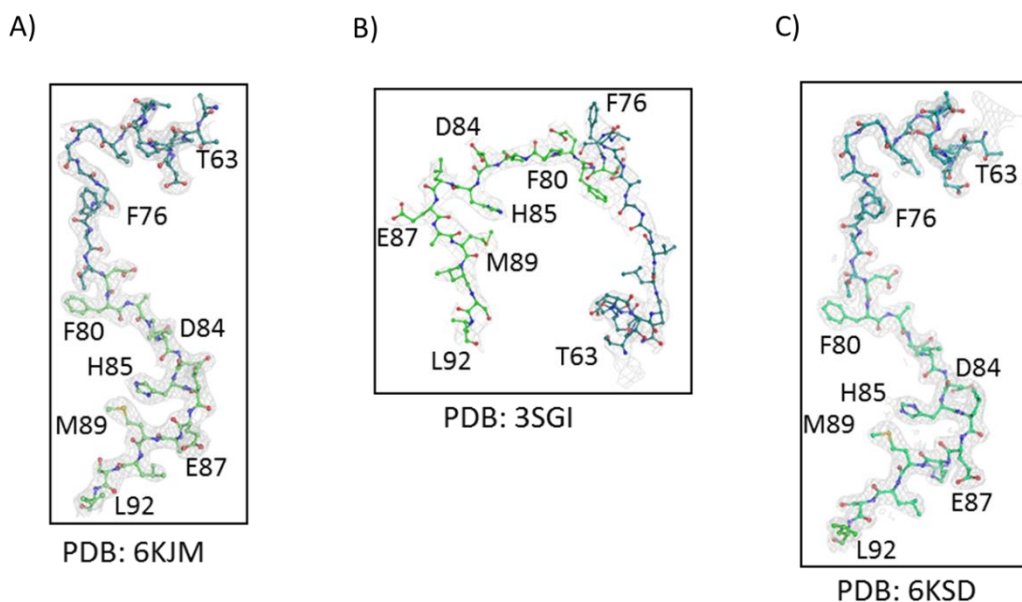 A)
T63
F76
F80
D84
H85
M89
E87
L92
PDB: 6KJM
B)
F76
D84
F80
H85
E87
M89
T63
L92
PDB: 3SGI
C)
T63
F76
F80
D84
H85
M89
E87
L92
PDB: 6KSD